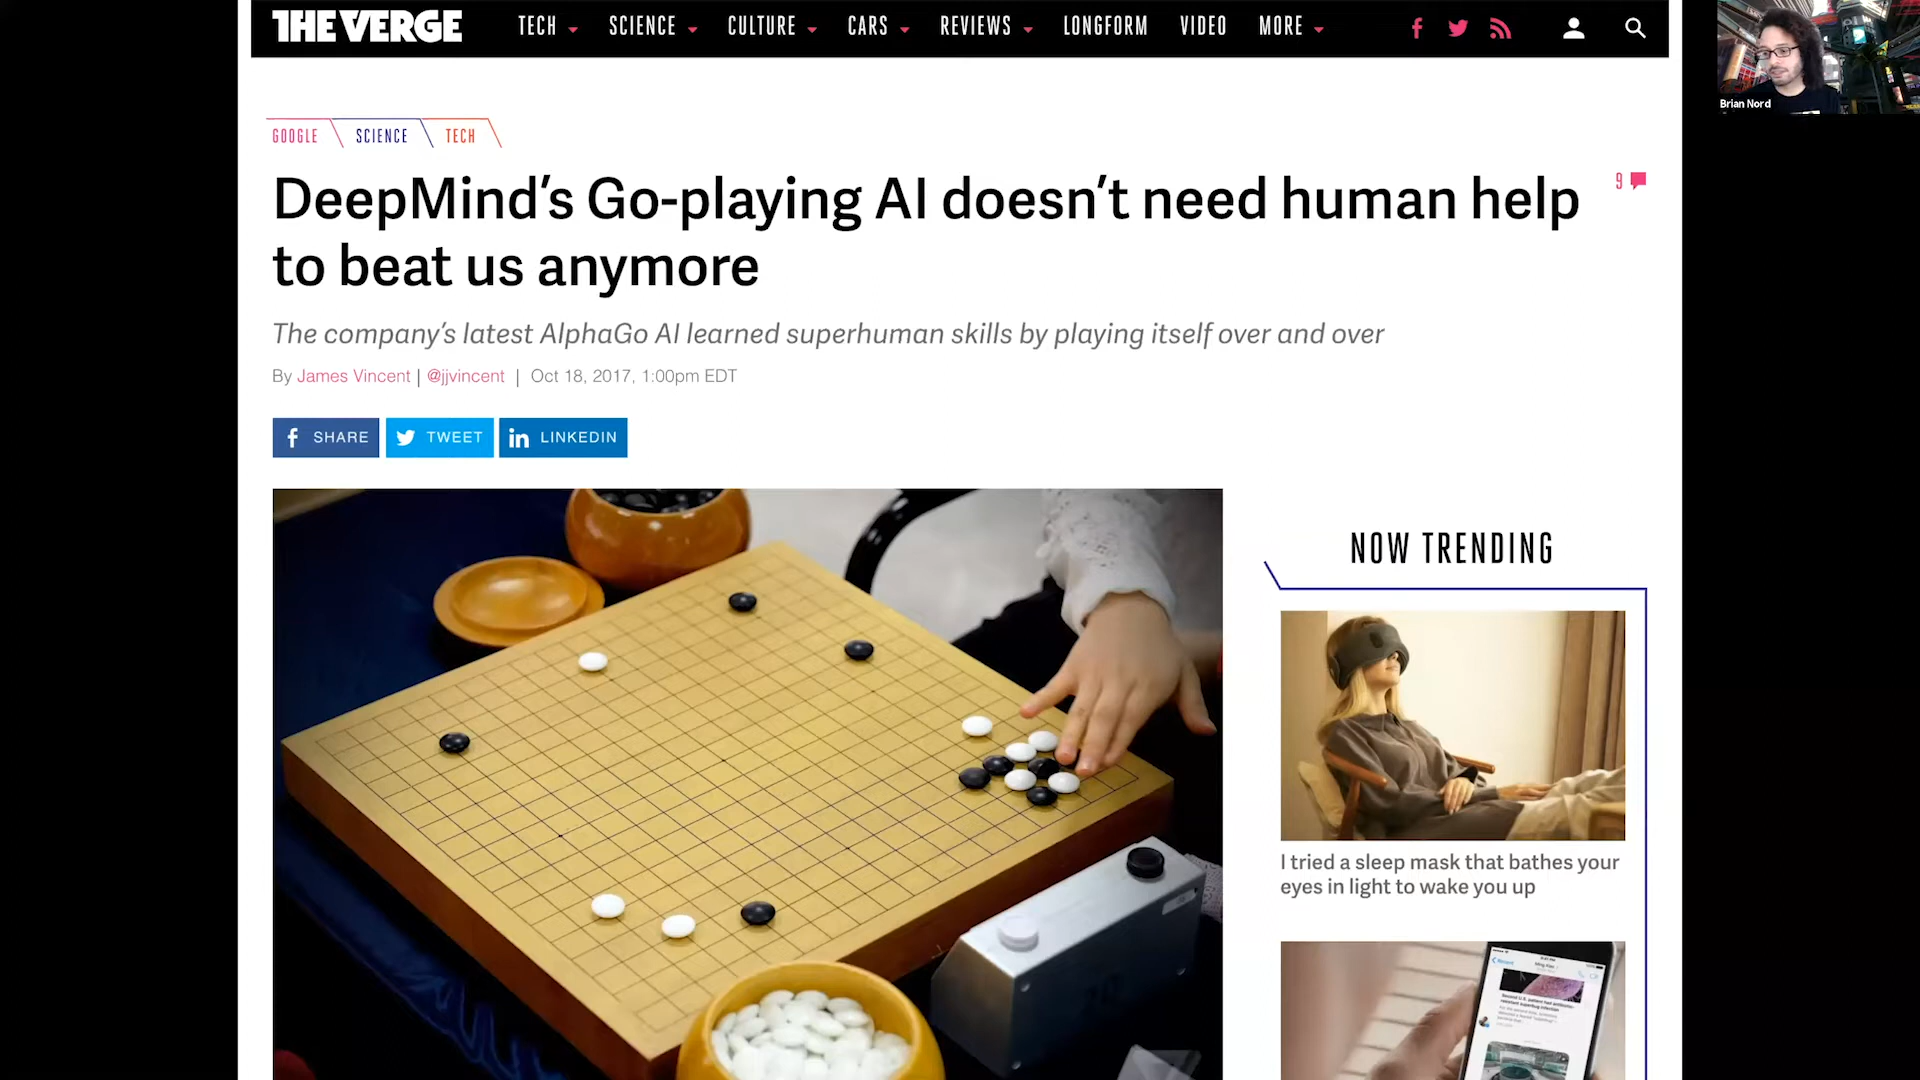 THE VERGE
TECH SCIENCE CULTURE CARS REVIEWS LONGFORM VIDEO MORE
Brian Nord
GOOGLE SCIENCE TECH
DeepMind's Go-playing AI doesn't need human help
to beat us anymore
9
The company's latest AlphaGo AI learned superhuman skills by playing itself over and over
By James Vincent | @jjvincent | Oct 18, 2017, 1:00pm EDT
SHARE TWEET LINKEDIN
NOW TRENDING
I tried a sleep mask that bathes your
eyes in light to wake you up